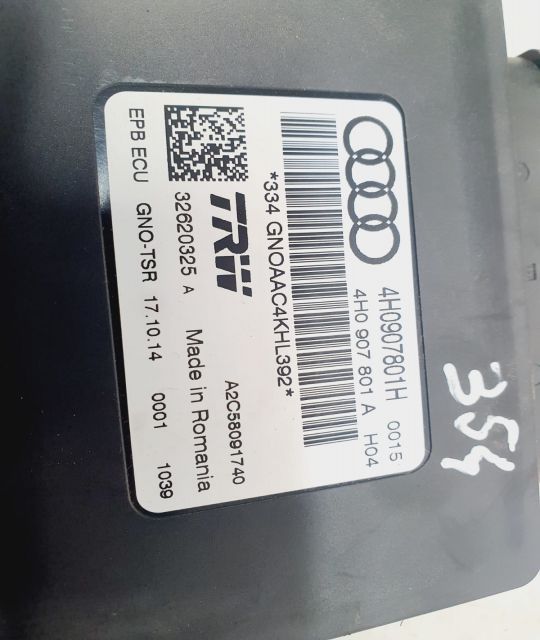 4H0907801H 0015
4H0 907 801 A H04
*334 GNOAAC4KHL392*
TRW A2C58091740
32620325 A Made in Romania
EPB ECU GNO-TSR 17.10.14 0001 1039
354